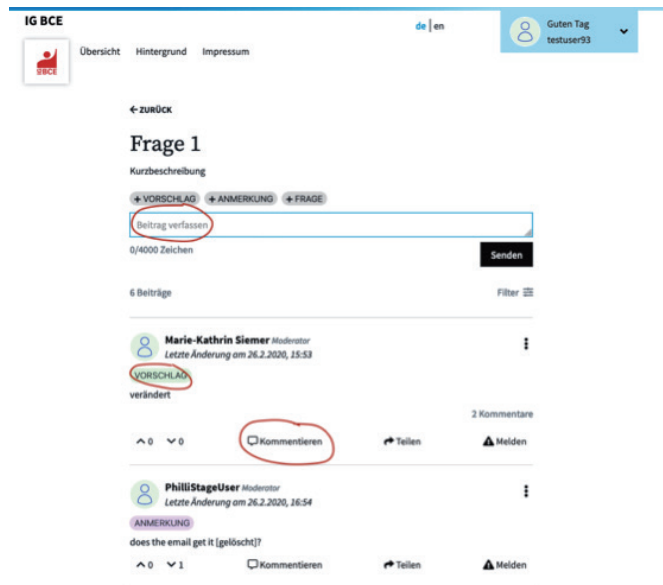 IG BCE
de | en
Guten Tag
testuser93
IGBCE
Übersicht Hintergrund Impressum
← ZURÜCK
Frage 1
Kurzbeschreibung
+ VORSCHLAG + ANMERKUNG + FRAGE
Beitrag verfassen
0/4000 Zeichen
Senden
6 Beiträge Filter
Marie-Kathrin Siemer Moderator
Letzte Änderung am 26.2.2020, 15:53
VORSCHLAG
verändert
2 Kommentare
0 0 Kommentieren Teilen Melden
PhilliStageUser Moderator
Letzte Änderung am 26.2.2020, 16:54
ANMERKUNG
does the email get it [gelöscht]?
0 1 Kommentieren Teilen Melden